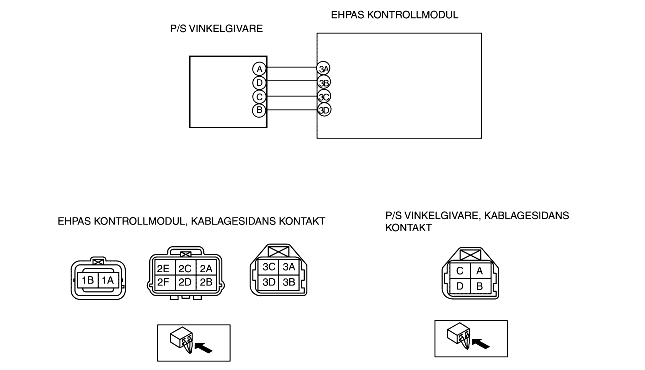 EHPAS KONTROLLMODUL
P/S VINKELGIVARE
A 3A
D 3B
C 3C
B 3D
EHPAS KONTROLLMODUL, KABLAGESIDANS KONTAKT
P/S VINKELGIVARE, KABLAGESIDANS
KONTAKT
1B 1A
2E 2C 2A
2F 2D 2B
3C 3A
3D 3B
C A
D B